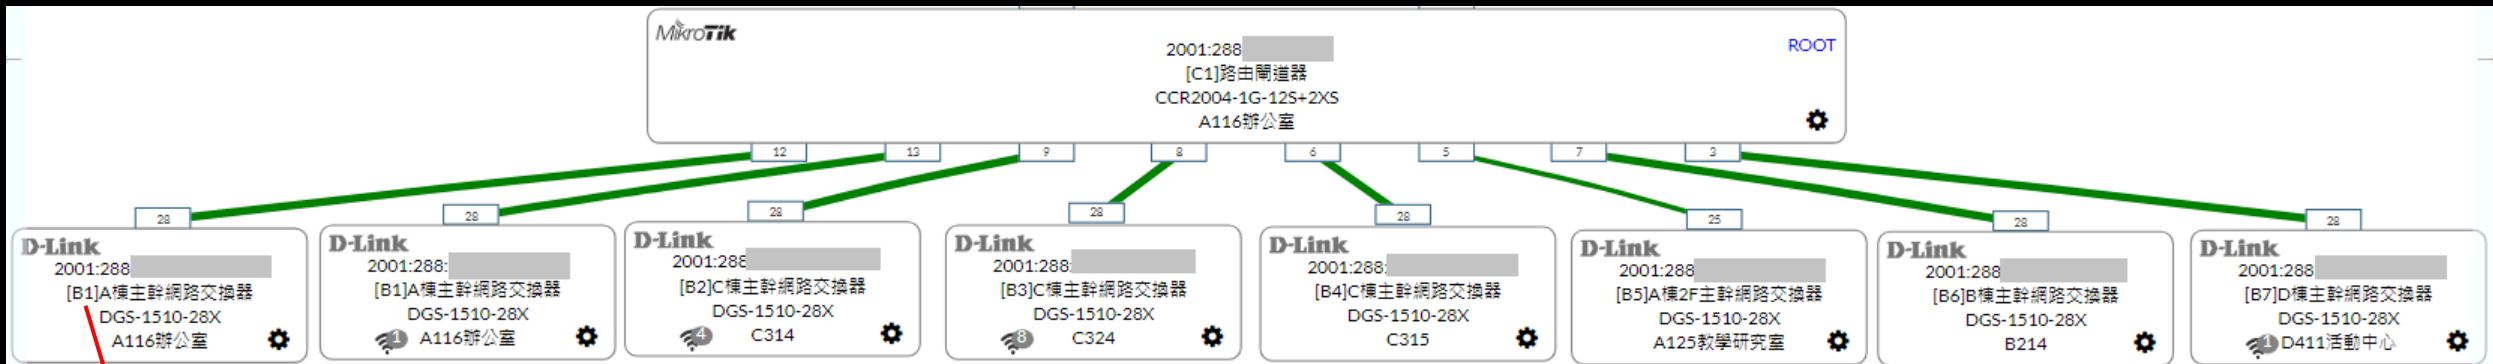 MikroTik
2001:288
ROOT
[C1]路由閘道器
CCR2004-1G-12S+2XS
A116辦公室
12
13
9
8
6
5
7
3
28
28
28
28
28
25
28
28
D-Link
2001:288
[B1]A棟主幹網路交換器
DGS-1510-28X
A116辦公室
D-Link
2001:288:
[B1]A棟主幹網路交換器
DGS-1510-28X
1
A116辦公室
D-Link
2001:288
[B2]C棟主幹網路交換器
DGS-1510-28X
4
C314
D-Link
2001:288:
[B3]C棟主幹網路交換器
DGS-1510-28X
8
C324
D-Link
2001:288:
[B4]C棟主幹網路交換器
DGS-1510-28X
C315
D-Link
2001:288
[B5]A棟2F主幹網路交換器
DGS-1510-28X
A125教學研究室
D-Link
2001:288
[B6]B棟主幹網路交換器
DGS-1510-28X
B214
D-Link
2001:288
[B7]D棟主幹網路交換器
DGS-1510-28X
1
D411活動中心